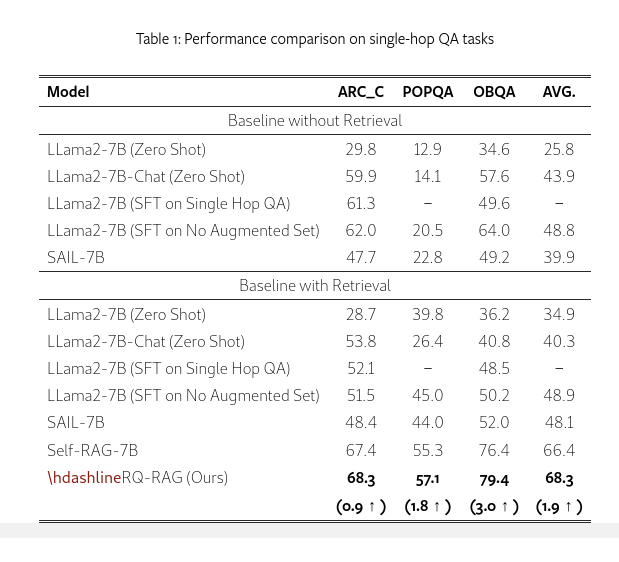 Table 1: Performance comparison on single-hop QA tasks
Model ARC_C POPQA OBQA AVG.
Baseline without Retrieval
LLama2-7B (Zero Shot) 29.8 12.9 34.6 25.8
LLama2-7B-Chat (Zero Shot) 59.9 14.1 57.6 43.9
LLama2-7B (SFT on Single Hop QA) 61.3 – 49.6 –
LLama2-7B (SFT on No Augmented Set) 62.0 20.5 64.0 48.8
SAIL-7B 47.7 22.8 49.2 39.9
Baseline with Retrieval
LLama2-7B (Zero Shot) 28.7 39.8 36.2 34.9
LLama2-7B-Chat (Zero Shot) 53.8 26.4 40.8 40.3
LLama2-7B (SFT on Single Hop QA) 52.1 – 48.5 –
LLama2-7B (SFT on No Augmented Set) 51.5 45.0 50.2 48.9
SAIL-7B 48.4 44.0 52.0 48.1
Self-RAG-7B 67.4 55.3 76.4 66.4
\hdashlineRQ-RAG (Ours) 68.3 57.1 79.4 68.3
(0.9 ↑ ) (1.8 ↑ ) (3.0 ↑ ) (1.9 ↑ )